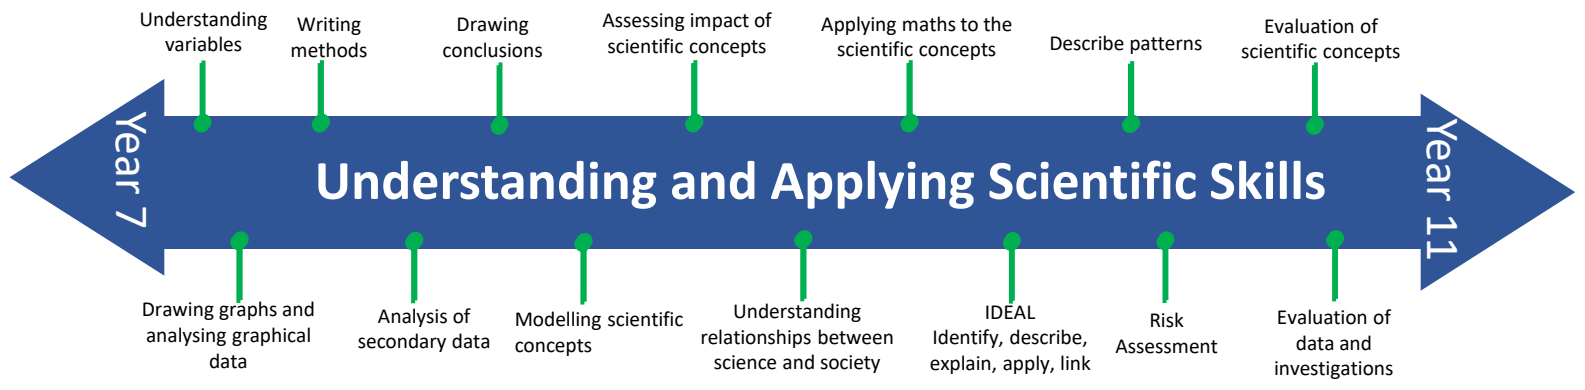 Understanding
variables
Writing
methods
Drawing
conclusions
Assessing impact of
scientific concepts
Applying maths to the
scientific concepts
Describe patterns
Evaluation of
scientific concepts
Year 7
Understanding and Applying Scientific Skills
Year 11
Drawing graphs and
analysing graphical
data
Analysis of
secondary data
Modelling scientific
concepts
Understanding
relationships between
science and society
IDEAL
Identify, describe,
explain, apply, link
Risk
Assessment
Evaluation of
data and
investigations